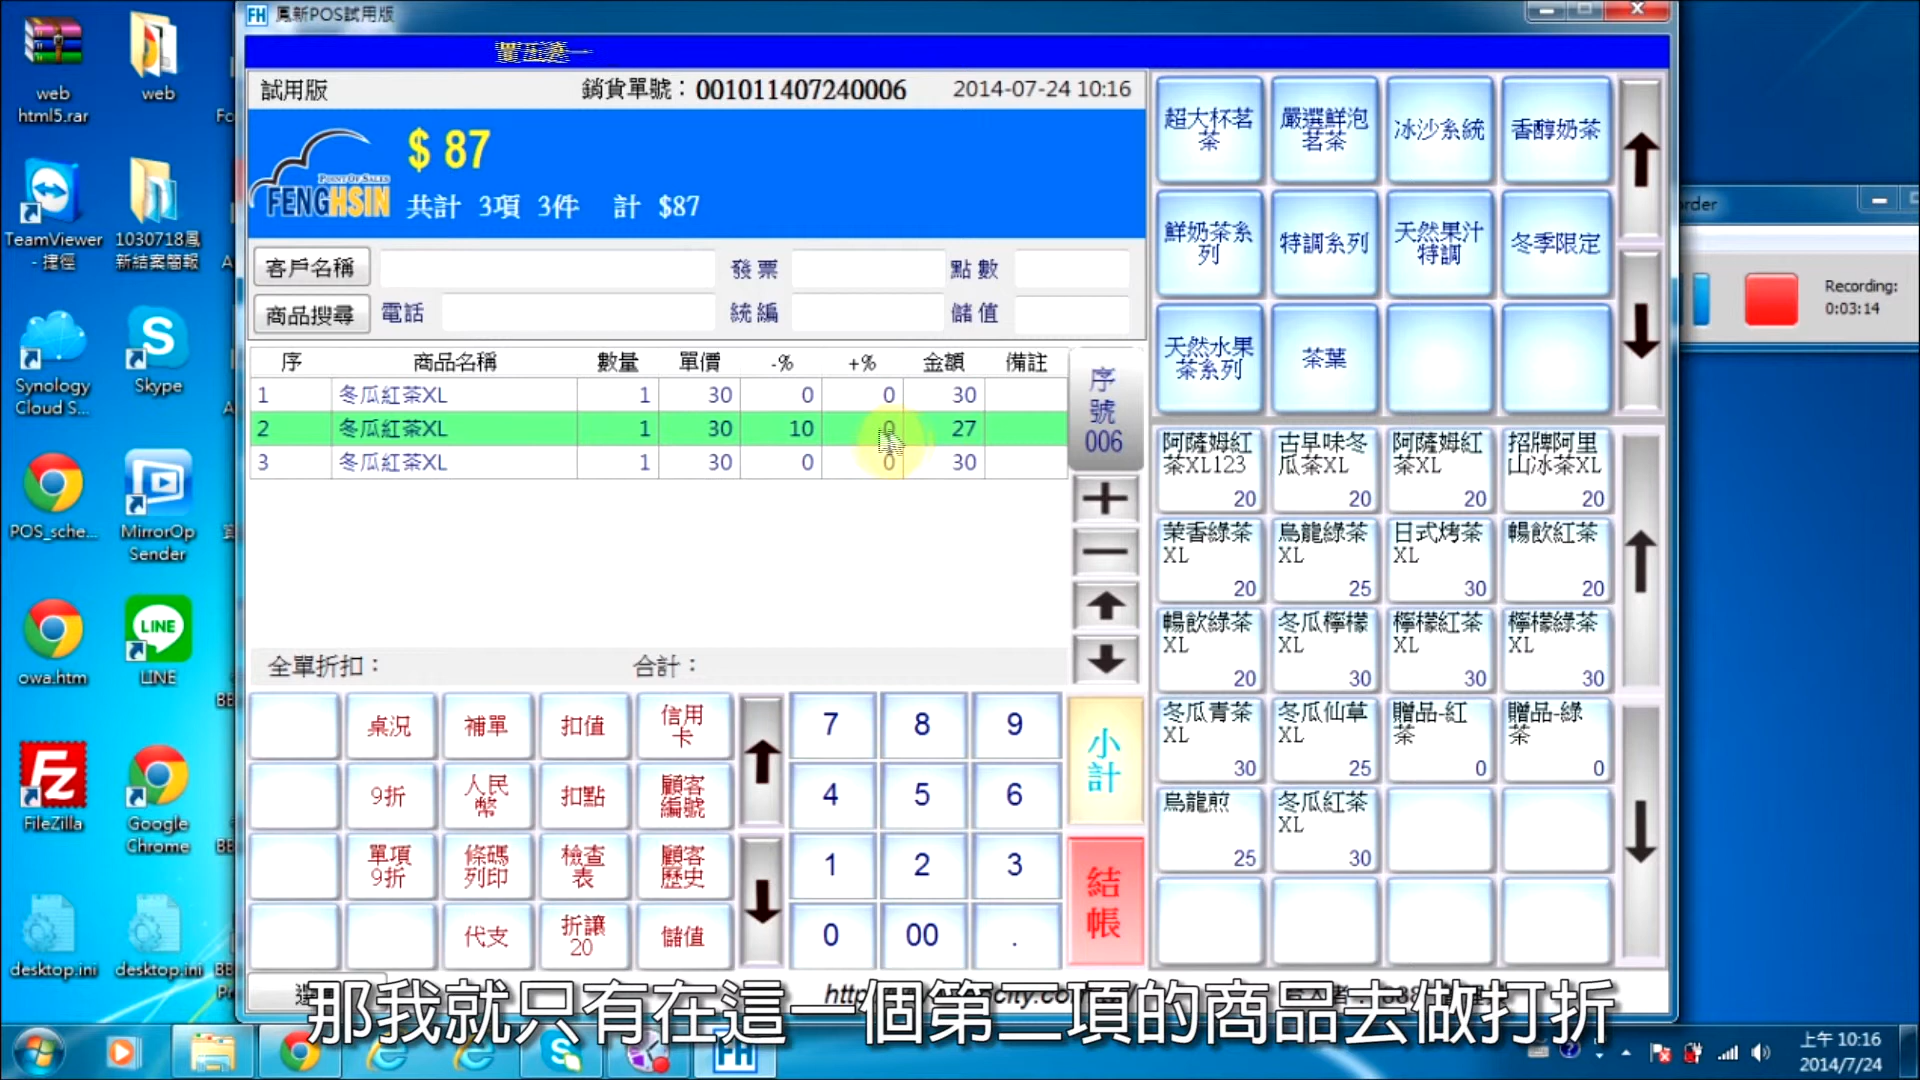 web
html5.rar
web
TeamViewer
- 捷徑
1030718鳳
新結案簡報
Synology
Cloud S...
Skype
POS_sche...
MirrorOp
Sender
owa.htm
LINE
LINE
FileZilla
Google
Chrome
desktop.ini
desktop.ini
FH 鳳新POS試用版
試用版
銷貨單號：001011407240006
2014-07-24 10:16
POINT OF SALES
FENGHSIN
$ 87
共計 3項 3件 計 $87
客戶名稱
發票
點數
商品搜尋
電話
統編
儲值
序 商品名稱 數量 單價 -% +% 金額 備註
1 冬瓜紅茶XL 1 30 0 0 30
2 冬瓜紅茶XL 1 30 10 0 27
3 冬瓜紅茶XL 1 30 0 0 30
序
號
006
全單折扣：
合計：
桌況 補單 扣值 信用卡
9折 人民幣 扣點 顧客編號
單項9折 條碼列印 檢查表 顧客歷史
代支 折讓20 儲值
7 8 9
4 5 6
1 2 3
0 00 .
小計
結帳
超大杯茗茶 嚴選鮮泡茗茶 冰沙系統 香醇奶茶
鮮奶茶系列 特調系列 天然果汁特調 冬季限定
天然水果茶系列 茶葉
阿薩姆紅茶XL123 20 古早味冬瓜茶XL 20 阿薩姆紅茶XL 20 招牌阿里山冰茶XL 20
茉香綠茶XL 20 烏龍綠茶XL 25 日式烤茶XL 30 暢飲紅茶 20
暢飲綠茶XL 20 冬瓜檸檬XL 30 檸檬紅茶XL 30 檸檬綠茶XL 30
冬瓜青茶XL 30 冬瓜仙草XL 25 贈品-紅茶 0 贈品-綠茶 0
烏龍煎 25 冬瓜紅茶XL 30
Recording:
0:03:14
那我就只有在這一個第二項的商品去做打折
FH
上午 10:16
2014/7/24